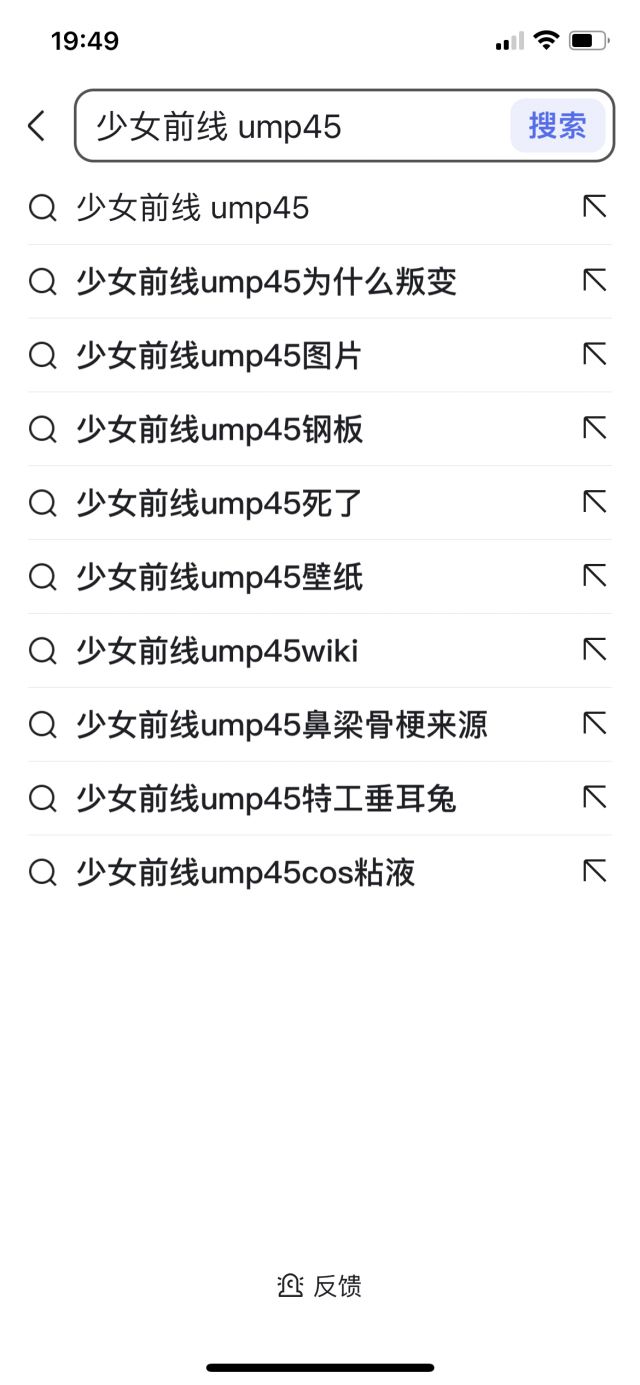 19:49
少女前线 ump45
搜索
少女前线 ump45
少女前线ump45为什么叛变
少女前线ump45图片
少女前线ump45钢板
少女前线ump45死了
少女前线ump45壁纸
少女前线ump45wiki
少女前线ump45鼻梁骨梗来源
少女前线ump45特工垂耳兔
少女前线ump45cos粘液
反馈